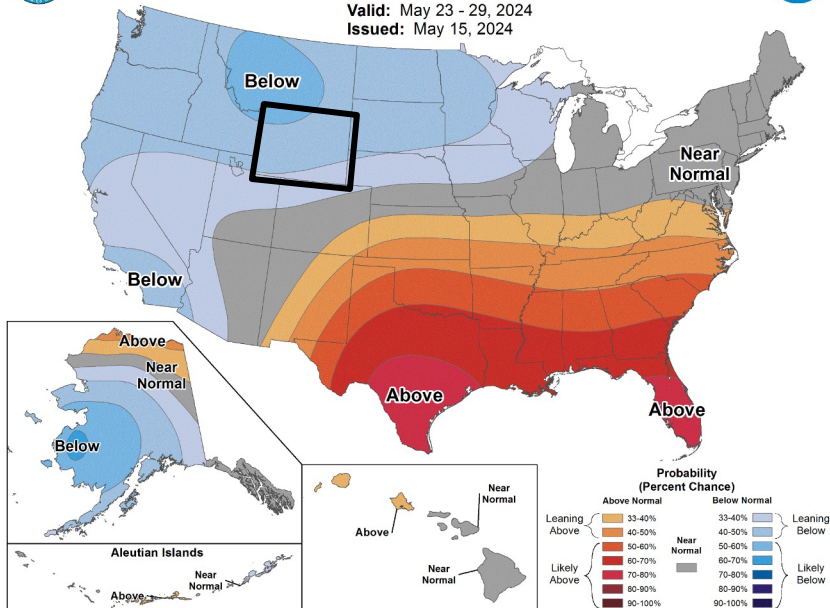 Valid: May 23 - 29, 2024
Issued: May 15, 2024
Below
Near
Normal
Below
Above
Above
Above
Near
Normal
Below
Aleutian Islands
Above
Near
Normal
Above
Near
Normal
Near
Normal
Probability
(Percent Chance)
Above Normal
Below Normal
Leaning
Above
33-40%
40-50%
Likely
Above
50-60%
60-70%
70-80%
80-90%
90-100%
Near
Normal
33-40%
40-50%
Leaning
Below
50-60%
60-70%
70-80%
80-90%
90-100%
Likely
Below